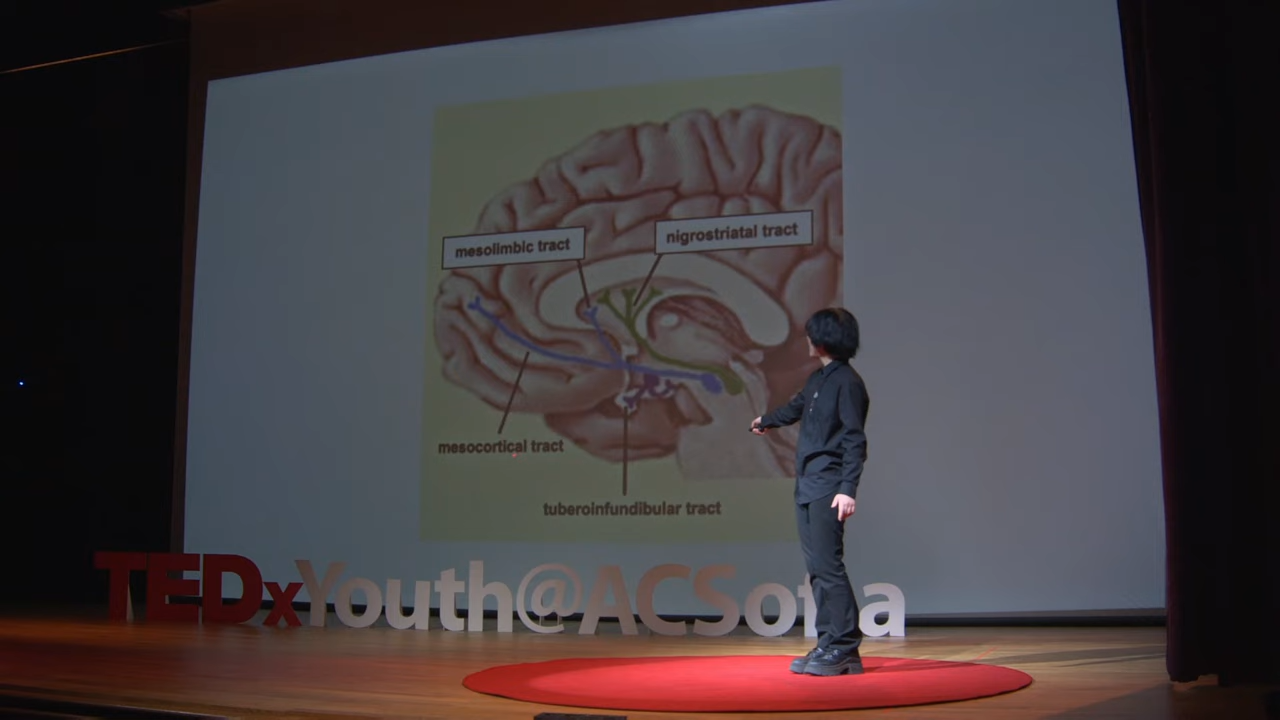 mesolimbic tract
nigrostriatal tract
mesocortical tract
tuberoinfundibular tract
TEDxYouth@ACSofia